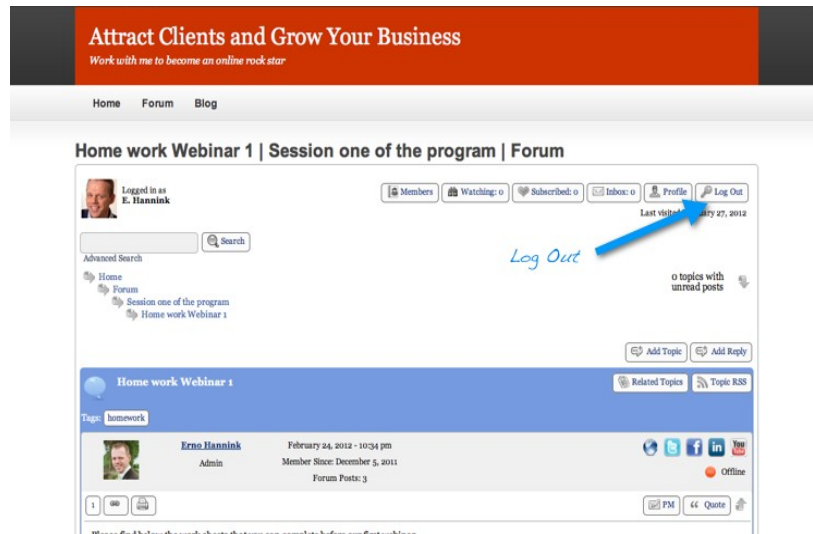 Attract Clients and Grow Your Business
Work with me to become an online rock star
Home Forum Blog
Home work Webinar 1 | Session one of the program | Forum
Logged in as
E. Hannink
Members Watching: 0 Subscribed: 0 Inbox: 0 Profile Log Out
Last visited 27, 2012
Search
Log Out
Advanced Search
Home
Forum
Session one of the program
Home work Webinar 1
0 topics with
unread posts
Add Topic Add Reply
Home work Webinar 1
Related Topics Topic RSS
Tags: homework
Erno Hannink February 24, 2012 - 10:34 pm
Admin Member Since: December 5, 2011
Forum Posts: 3
You
Offline
1 PM Quote